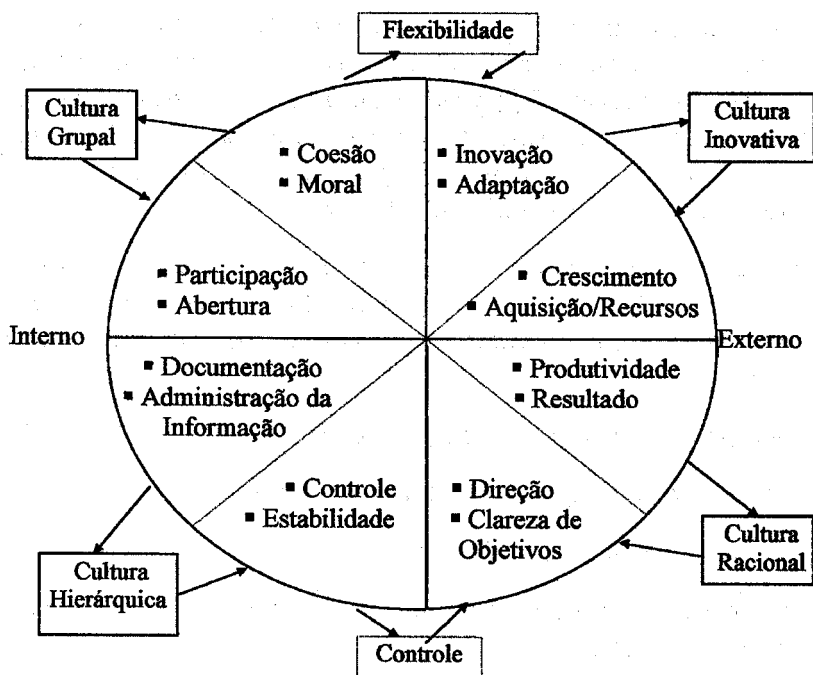 Flexibilidade
Cultura
Grupal
Cultura
Inovativa
▪ Coesão
▪ Moral
▪ Inovação
▪ Adaptação
▪ Participação
▪ Abertura
▪ Crescimento
▪ Aquisição/Recursos
Interno
Externo
▪ Documentação
▪ Administração da
Informação
▪ Produtividade
▪ Resultado
▪ Controle
▪ Estabilidade
▪ Direção
▪ Clareza de
Objetivos
Cultura
Hierárquica
Cultura
Racional
Controle